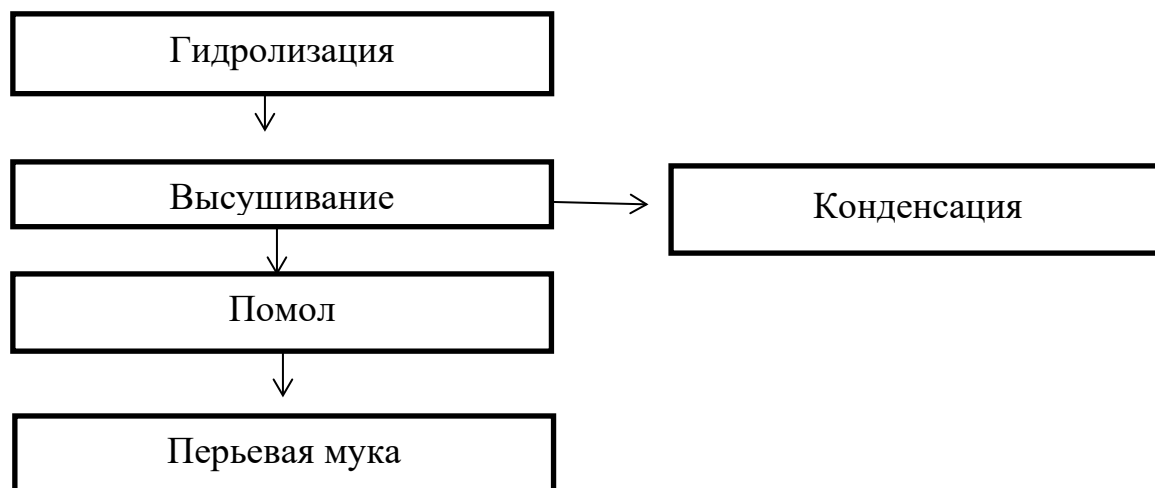 Гидролизация
Высушивание
Конденсация
Помол
Перьевая мука